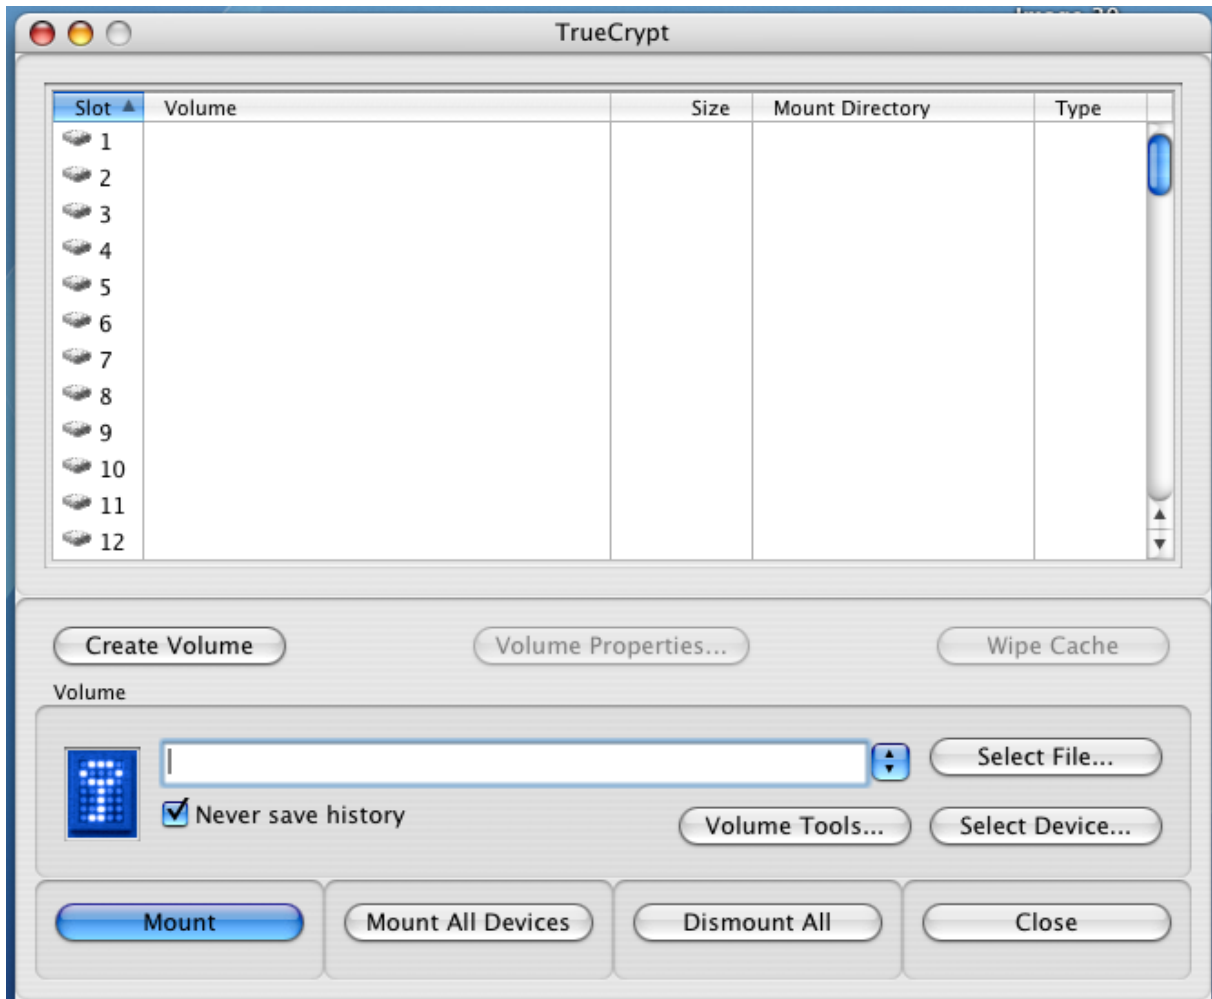 TrueCrypt
Slot Volume Size Mount Directory Type
1
2
3
4
5
6
7
8
9
10
11
12
Create Volume Volume Properties... Wipe Cache
Volume
Select File...
Never save history
Volume Tools... Select Device...
Mount Mount All Devices Dismount All Close